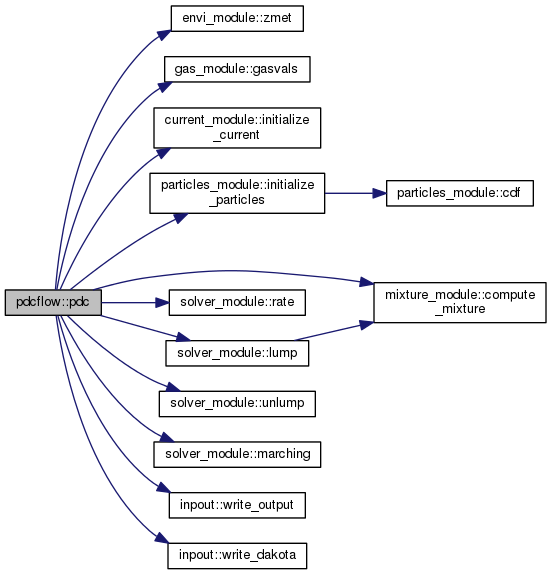 envi_module::zmet
gas_module::gasvals
current_module::initialize
_current
particles_module::initialize
_particles
particles_module::cdf
pdcflow::pdc
mixture_module::compute
_mixture
solver_module::rate
solver_module::lump
solver_module::unlump
solver_module::marching
inpout::write_output
inpout::write_dakota